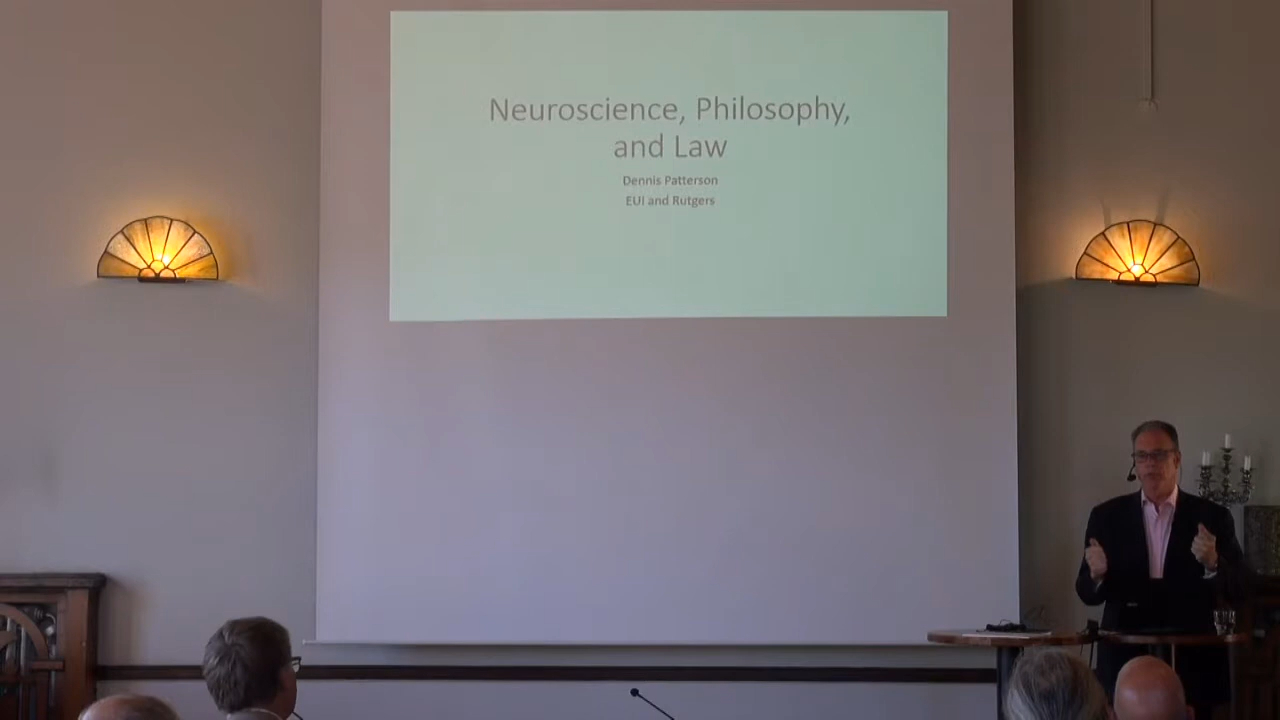 Neuroscience, Philosophy,
and Law
Dennis Patterson
EUI and Rutgers